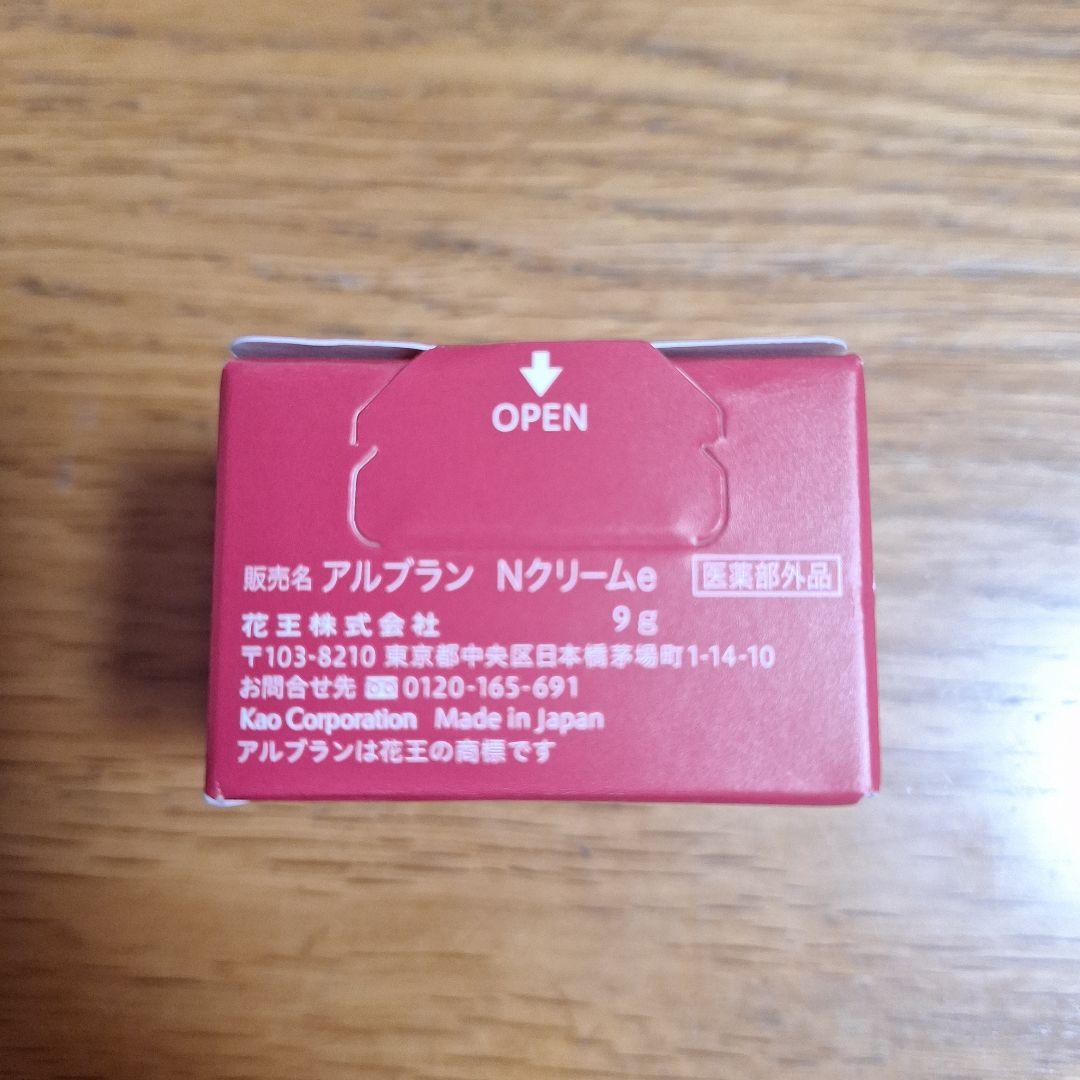 OPEN
販売名 アルブラン Nクリームe 医薬部外品
花王株式会社 9g
〒103-8210 東京都中央区日本橋茅場町1-14-10
お問合せ先 0120-165-691
Kao Corporation Made in Japan
アルブランは花王の商標です